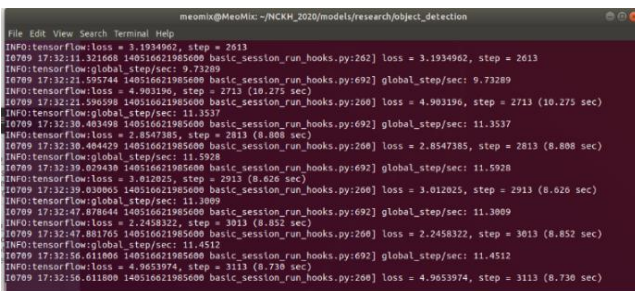 meomix@MeoMix: ~/NCKH_2020/models/research/object_detection
File Edit View Search Terminal Help
INFO:tensorflow:loss = 3.1934962, step = 2613
I0709 17:32:11.321668 140516621985600 basic_session_run_hooks.py:262] loss = 3.1934962, step = 2613
INFO:tensorflow:global_step/sec: 9.73289
I0709 17:32:21.595744 140516621985600 basic_session_run_hooks.py:692] global_step/sec: 9.73289
INFO:tensorflow:loss = 4.903196, step = 2713 (10.275 sec)
I0709 17:32:21.596598 140516621985600 basic_session_run_hooks.py:260] loss = 4.903196, step = 2713 (10.275 sec)
INFO:tensorflow:global_step/sec: 11.3537
I0709 17:32:30.403498 140516621985600 basic_session_run_hooks.py:692] global_step/sec: 11.3537
INFO:tensorflow:loss = 2.8547385, step = 2813 (8.808 sec)
I0709 17:32:30.404429 140516621985600 basic_session_run_hooks.py:260] loss = 2.8547385, step = 2813 (8.808 sec)
INFO:tensorflow:global_step/sec: 11.5928
I0709 17:32:39.029430 140516621985600 basic_session_run_hooks.py:692] global_step/sec: 11.5928
INFO:tensorflow:loss = 3.012025, step = 2913 (8.626 sec)
I0709 17:32:39.030065 140516621985600 basic_session_run_hooks.py:260] loss = 3.012025, step = 2913 (8.626 sec)
INFO:tensorflow:global_step/sec: 11.3009
I0709 17:32:47.878644 140516621985600 basic_session_run_hooks.py:692] global_step/sec: 11.3009
INFO:tensorflow:loss = 2.2458322, step = 3013 (8.852 sec)
I0709 17:32:47.881765 140516621985600 basic_session_run_hooks.py:260] loss = 2.2458322, step = 3013 (8.852 sec)
INFO:tensorflow:global_step/sec: 11.4512
I0709 17:32:56.611006 140516621985600 basic_session_run_hooks.py:692] global_step/sec: 11.4512
INFO:tensorflow:loss = 4.9653974, step = 3113 (8.730 sec)
I0709 17:32:56.611800 140516621985600 basic_session_run_hooks.py:260] loss = 4.9653974, step = 3113 (8.730 sec)